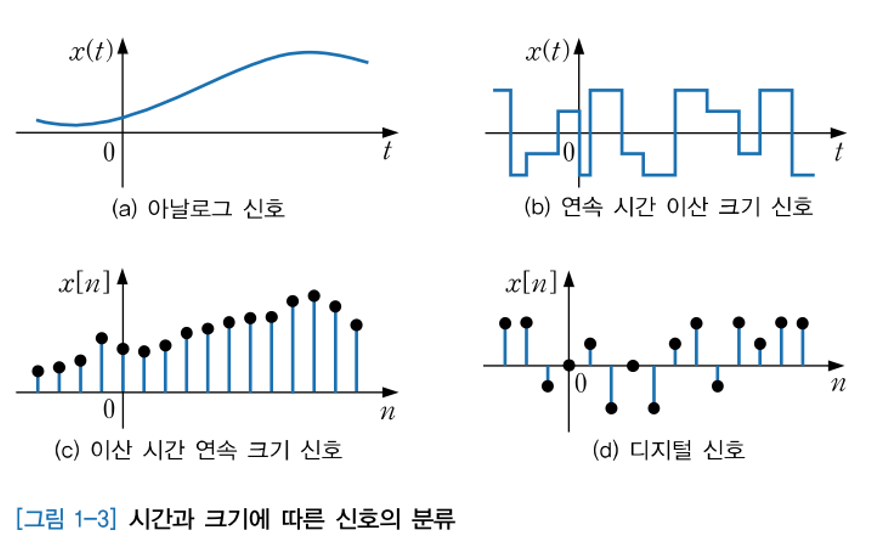 x(t)
0
t
(a) 아날로그 신호
x(t)
0
t
(b) 연속 시간 이산 크기 신호
x[n]
0
n
(c) 이산 시간 연속 크기 신호
x[n]
0
n
(d) 디지털 신호
[그림 1-3] 시간과 크기에 따른 신호의 분류